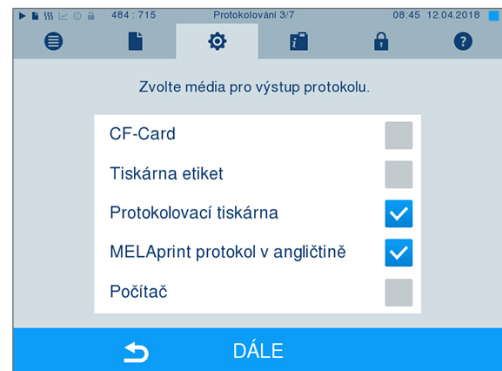 484 : 715 Protokolování 3/7 08:45 12.04.2018
Zvolte média pro výstup protokolu.
CF-Card
Tiskárna etiket
Protokolovací tiskárna
MELAprint protokol v angličtině
Počítač
DÁLE